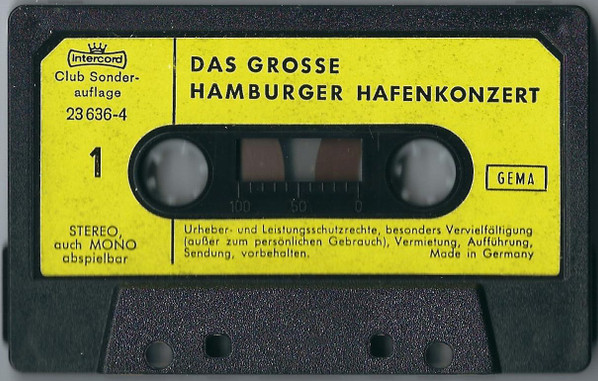 intercord
Club Sonder-
auflage
23 636-4
DAS GROSSE
HAMBURGER HAFENKONZERT
1
100 50 0
GEMA
STEREO,
auch MONO
abspielbar
Urheber- und Leistungsschutzrechte, besonders Vervielfältigung
(außer zum persönlichen Gebrauch), Vermietung, Aufführung,
Sendung, vorbehalten. Made in Germany